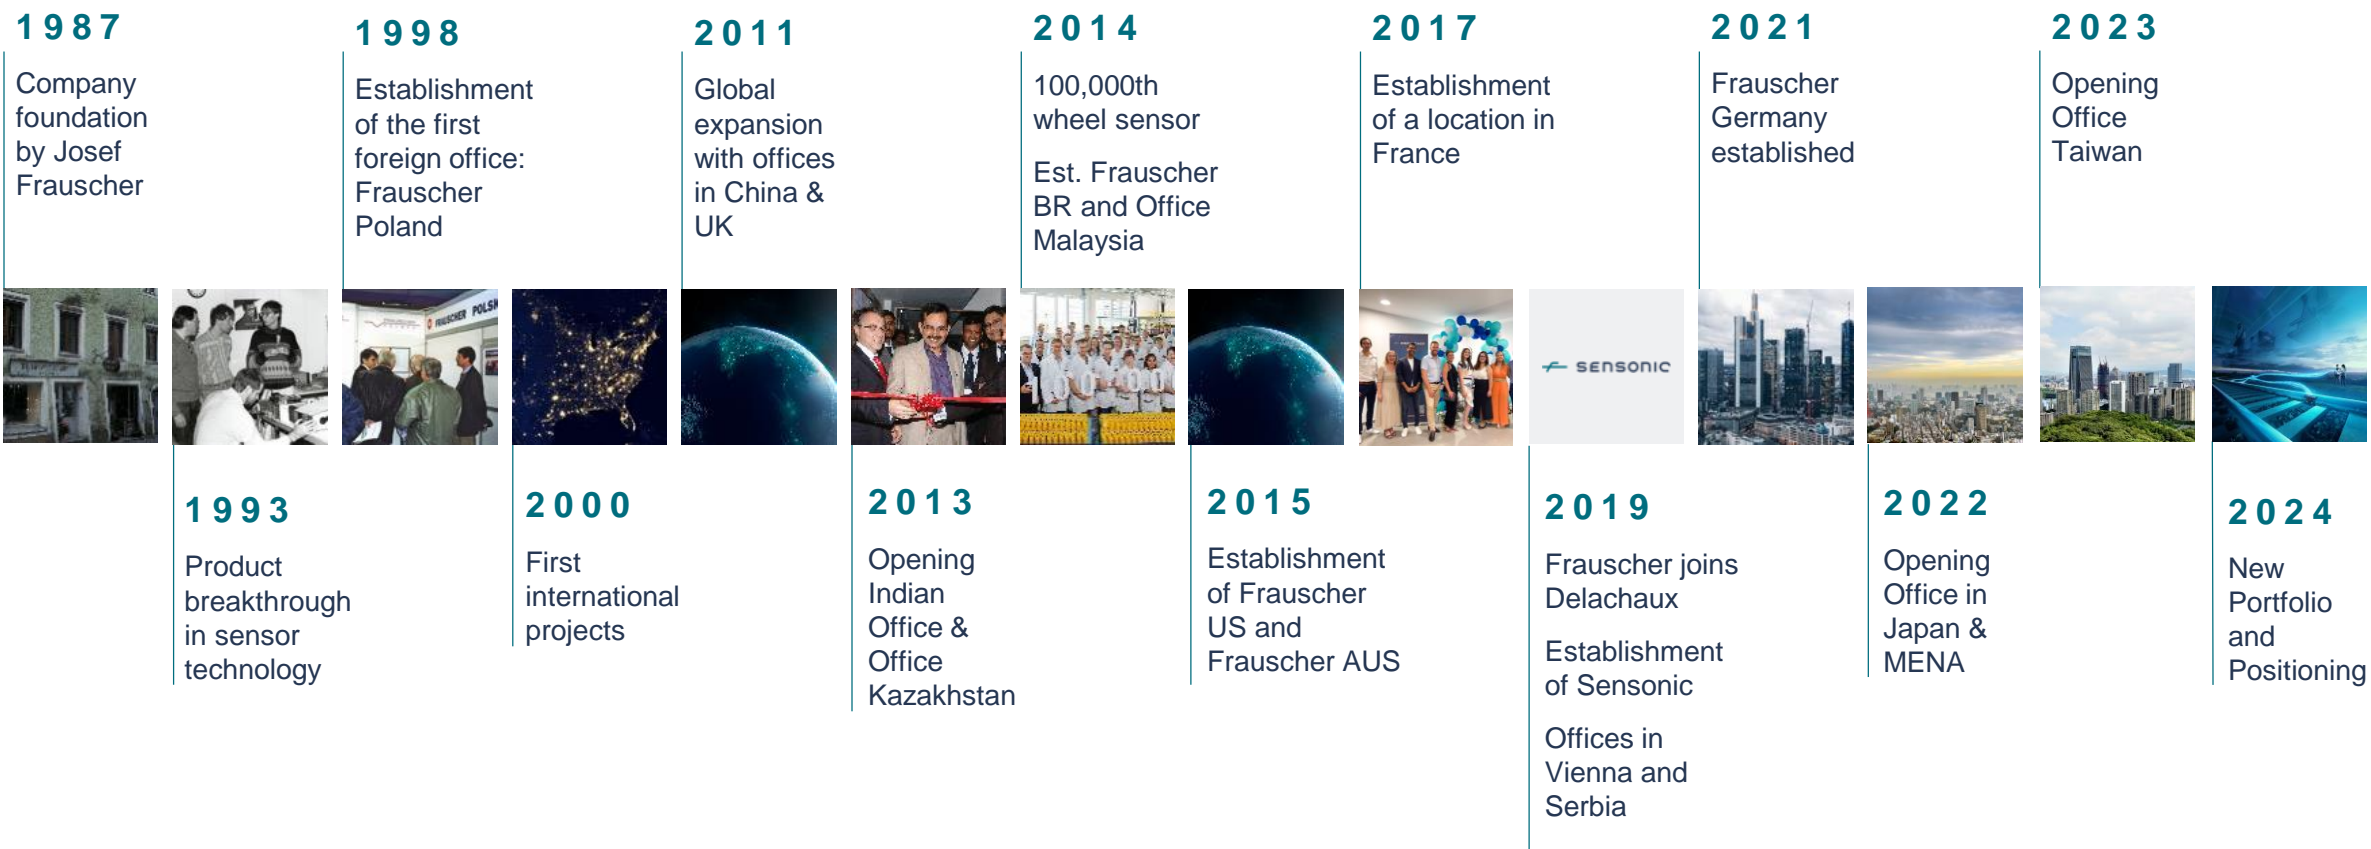 1987
Company
foundation
by Josef
Frauscher
1998
Establishment
of the first
foreign office:
Frauscher
Poland
2011
Global
expansion
with offices
in China &
UK
2014
100,000th
wheel sensor
Est. Frauscher
BR and Office
Malaysia
2017
Establishment
of a location in
France
2021
Frauscher
Germany
established
2023
Opening
Office
Taiwan
FRAUSCHER POLSK
SENSONIC
1993
Product
breakthrough
in sensor
technology
2000
First
international
projects
2013
Opening
Indian
Office &
Office
Kazakhstan
2015
Establishment
of Frauscher
US and
Frauscher AUS
2019
Frauscher joins
Delachaux
Establishment
of Sensonic
Offices in
Vienna and
Serbia
2022
Opening
Office in
Japan &
MENA
2024
New
Portfolio
and
Positioning